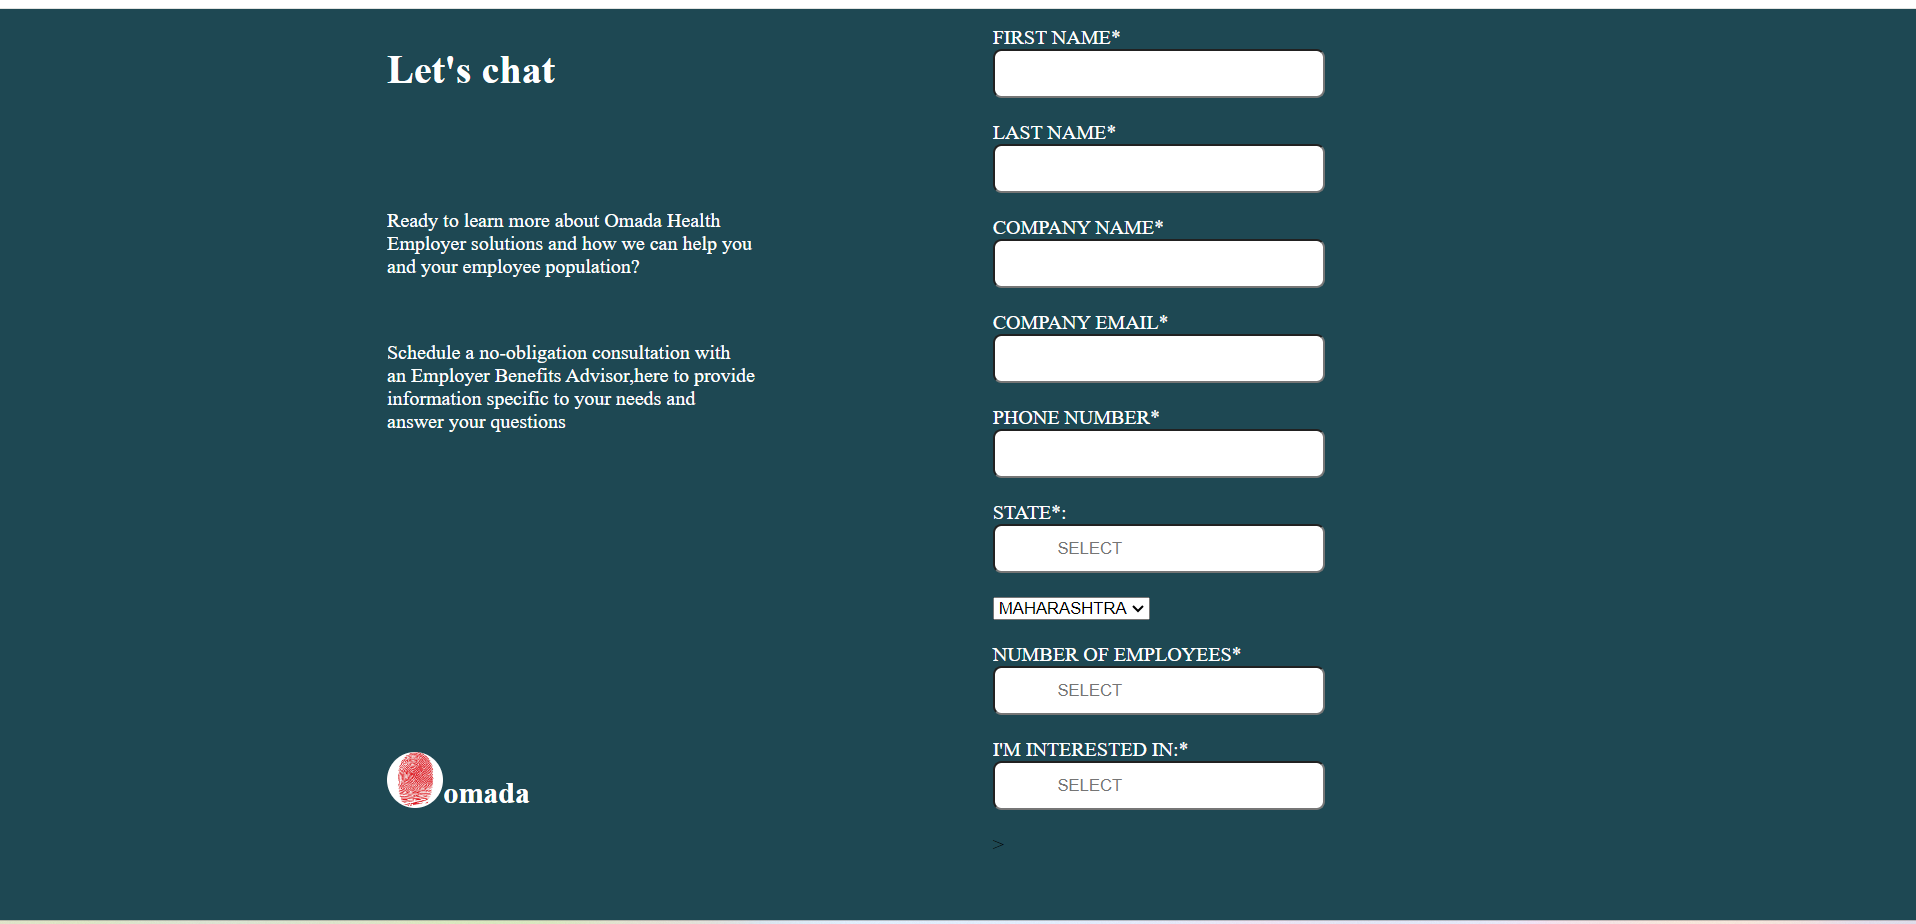 Let's chat
Ready to learn more about Omada Health
Employer solutions and how we can help you
and your employee population?
Schedule a no-obligation consultation with
an Employer Benefits Advisor,here to provide
information specific to your needs and
answer your questions
omada
FIRST NAME*
LAST NAME*
COMPANY NAME*
COMPANY EMAIL*
PHONE NUMBER*
STATE*:
SELECT
MAHARASHTRA
NUMBER OF EMPLOYEES*
SELECT
I'M INTERESTED IN:*
SELECT
>